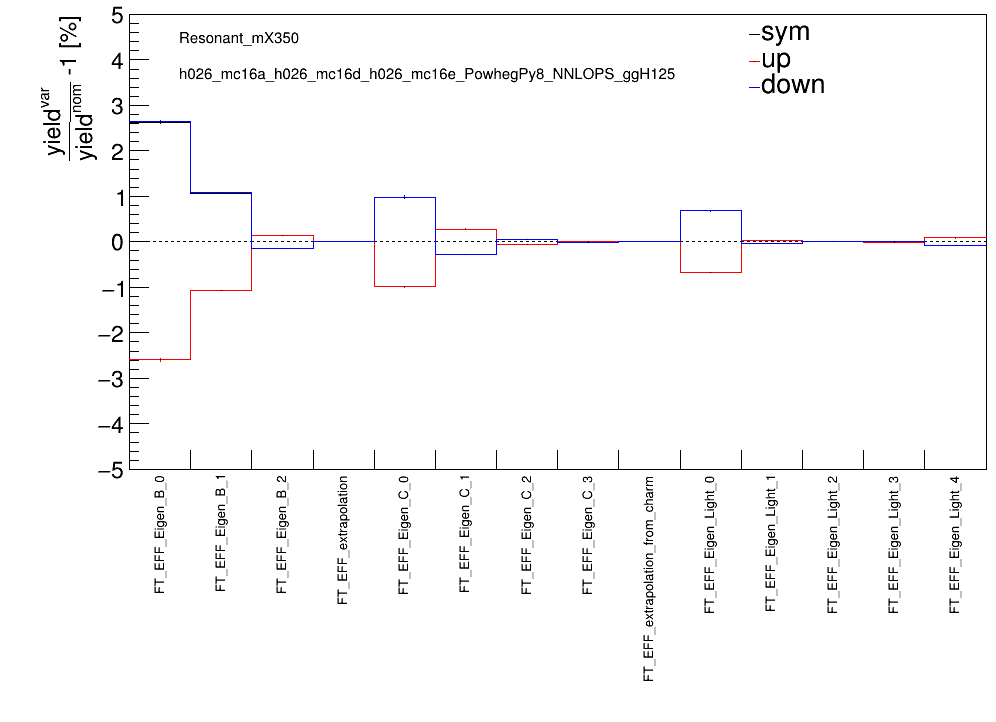 yield^var / yield^nom -1 [%]
5
4
3
2
1
0
−1
−2
−3
−4
−5
Resonant_mX350
h026_mc16a_h026_mc16d_h026_mc16e_PowhegPy8_NNLOPS_ggH125
sym
up
down
FT_EFF_Eigen_B_0
FT_EFF_Eigen_B_1
FT_EFF_Eigen_B_2
FT_EFF_extrapolation
FT_EFF_Eigen_C_0
FT_EFF_Eigen_C_1
FT_EFF_Eigen_C_2
FT_EFF_Eigen_C_3
FT_EFF_extrapolation_from_charm
FT_EFF_Eigen_Light_0
FT_EFF_Eigen_Light_1
FT_EFF_Eigen_Light_2
FT_EFF_Eigen_Light_3
FT_EFF_Eigen_Light_4